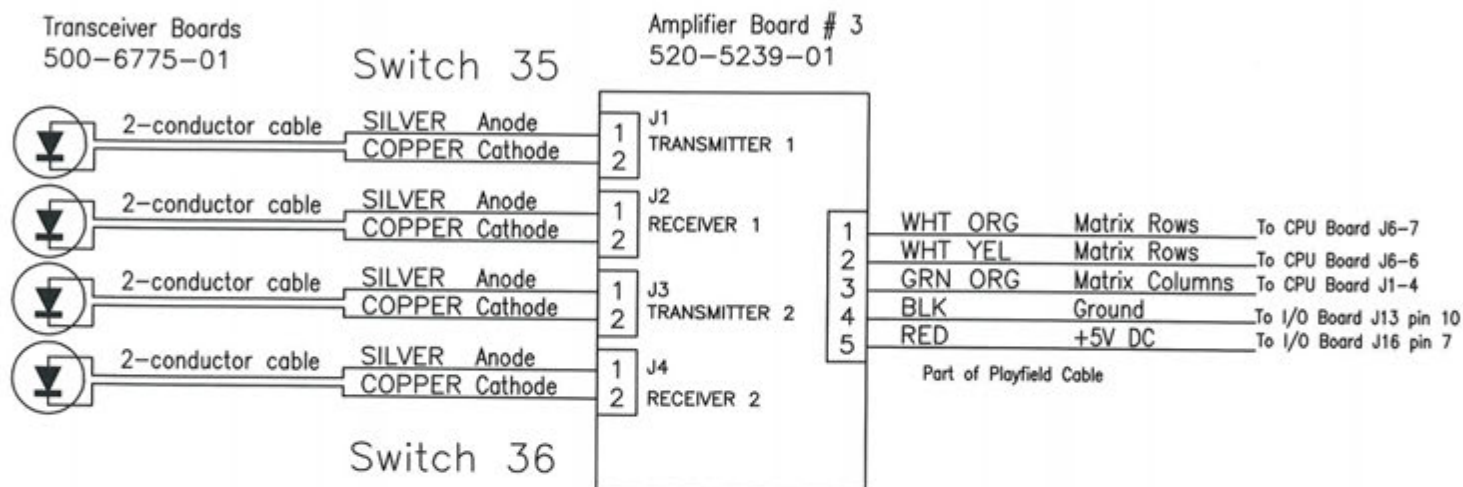 Transceiver Boards
500-6775-01
Switch 35
Amplifier Board # 3
520-5239-01
2-conductor cable
SILVER Anode
COPPER Cathode
1
2
J1
TRANSMITTER 1
2-conductor cable
SILVER Anode
COPPER Cathode
1
2
J2
RECEIVER 1
2-conductor cable
SILVER Anode
COPPER Cathode
1
2
J3
TRANSMITTER 2
2-conductor cable
SILVER Anode
COPPER Cathode
1
2
J4
RECEIVER 2
Switch 36
1 WHT ORG Matrix Rows To CPU Board J6-7
2 WHT YEL Matrix Rows To CPU Board J6-6
3 GRN ORG Matrix Columns To CPU Board J1-4
4 BLK Ground To I/O Board J13 pin 10
5 RED +5V DC To I/O Board J16 pin 7
Part of Playfield Cable